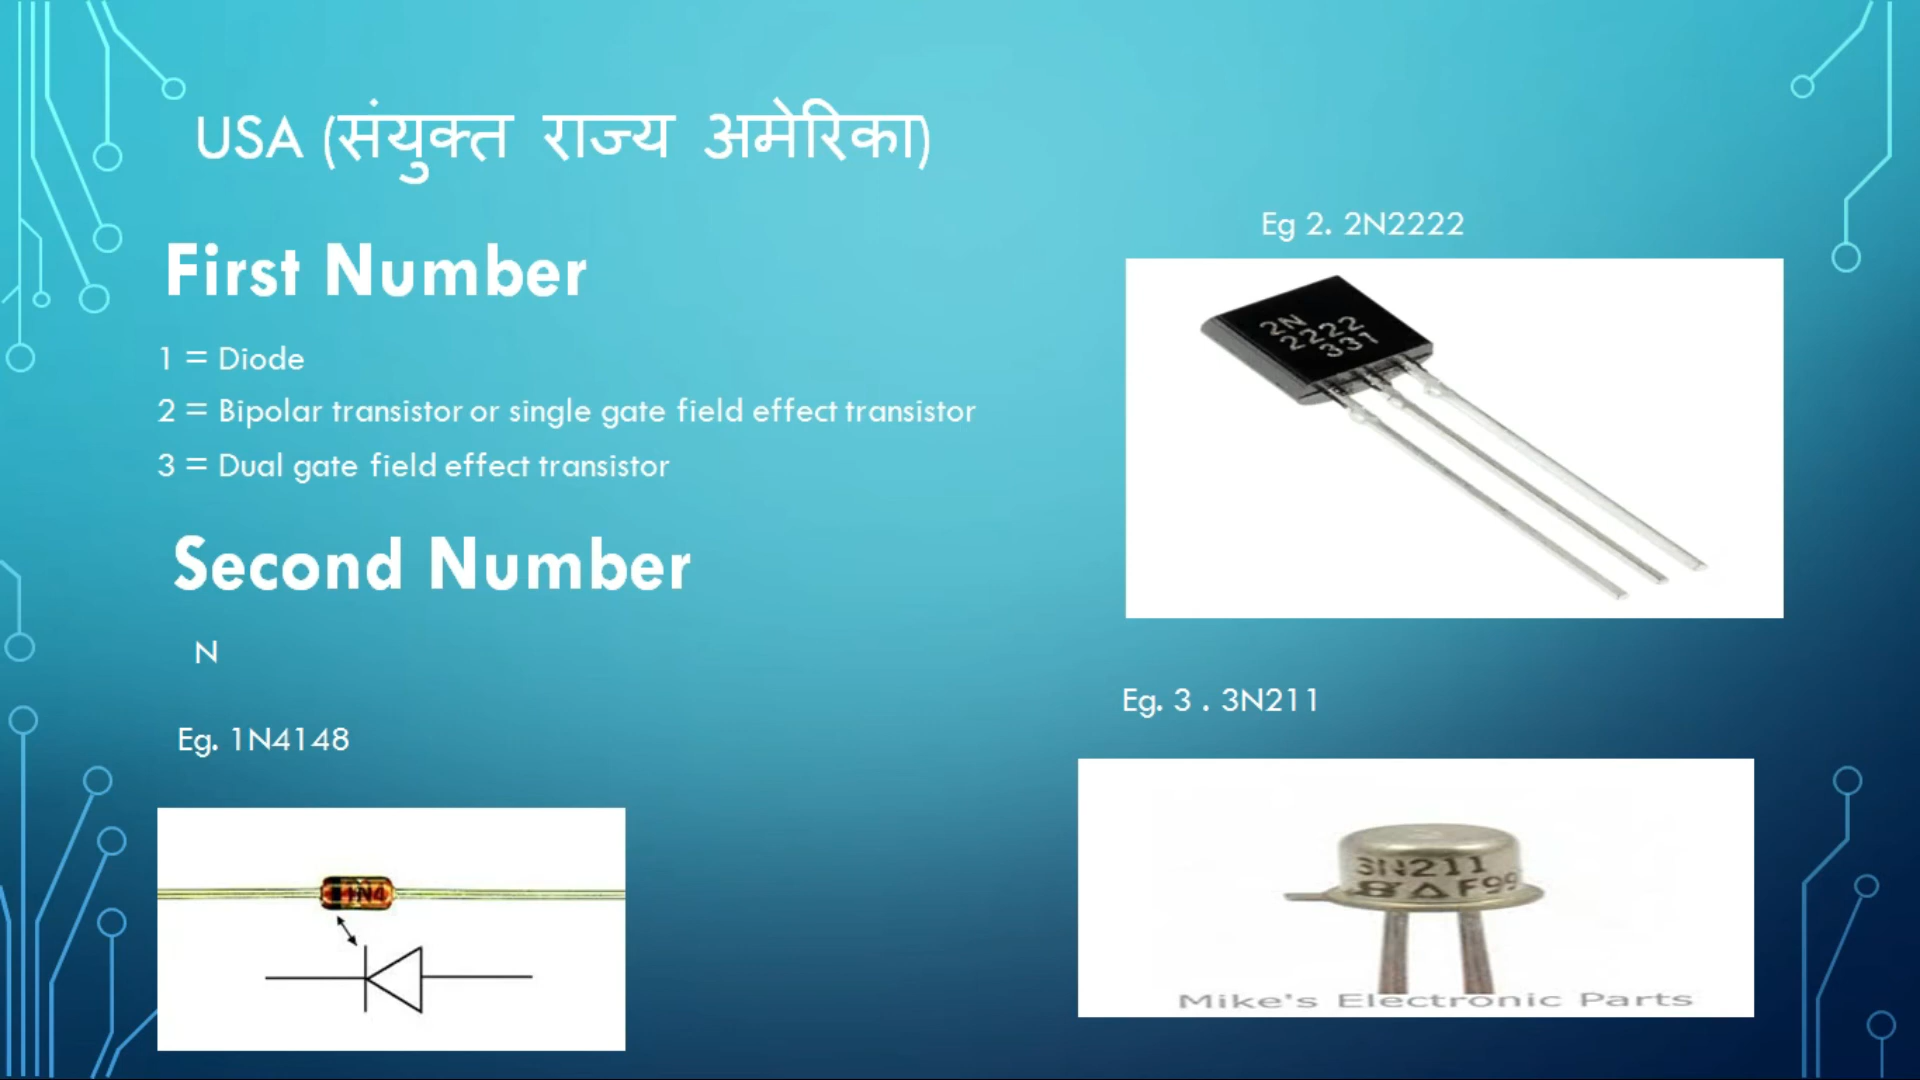 USA (संयुक्त राज्य अमेरिका)
First Number
1 = Diode
2 = Bipolar transistor or single gate field effect transistor
3 = Dual gate field effect transistor
Second Number
N
Eg. 1N4148
1N4
Eg 2. 2N2222
2N
2222
331
Eg. 3 . 3N211
3N211
F99
Mike's Electronic Parts